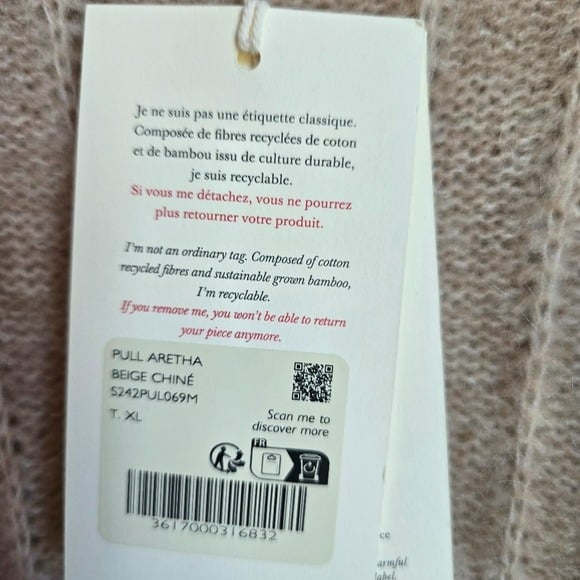 Je ne suis pas une étiquette classique.
Composée de fibres recyclées de coton
et de bambou issu de culture durable,
je suis recyclable.
Si vous me détachez, vous ne pourrez
plus retourner votre produit.
I'm not an ordinary tag. Composed of cotton
recycled fibres and sustainable grown bamboo,
I'm recyclable.
If you remove me, you won't be able to return
your piece anymore.
PULL ARETHA
BEIGE CHINÉ
S242PUL069M
T. XL
Scan me to
discover more
FR
3617000316832
ce
armful
label.